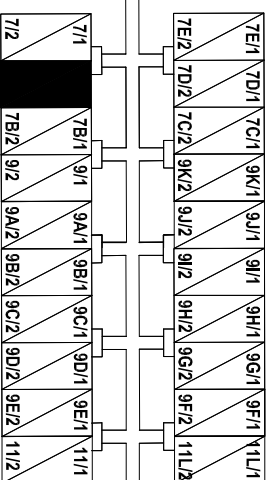 7/2 7/1 7E/2 7E/1
7D/2 7D/1
7B/2 7B/1 7C/2 7C/1
9/2 9/1 9K/2 9K/1
9A/2 9A/1 9J/2 9J/1
9B/2 9B/1 9I/2 9I/1
9C/2 9C/1 9H/2 9H/1
9D/2 9D/1 9G/2 9G/1
9E/2 9E/1 9F/2 9F/1
11/2 11/1 11L/2 11L/1